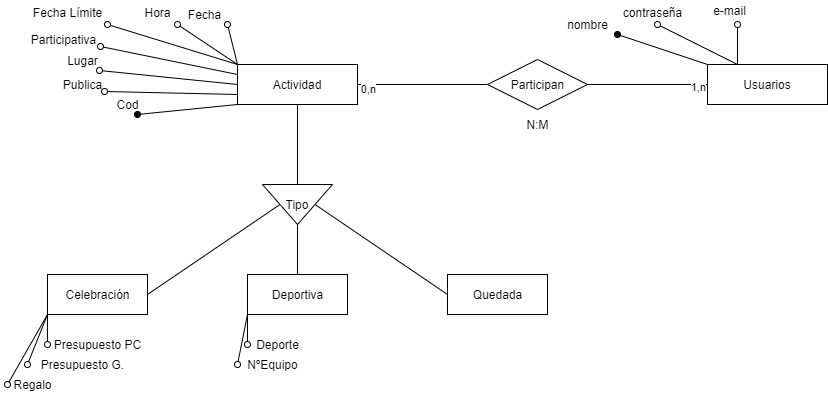 Fecha Límite
Hora
Fecha
Participativa
Lugar
Publica
Cod
Actividad
0,n
Participan
N:M
1,n
nombre
contraseña
e-mail
Usuarios
Tipo
Celebración
Deportiva
Quedada
Presupuesto PC
Presupuesto G.
Regalo
Deporte
NºEquipo